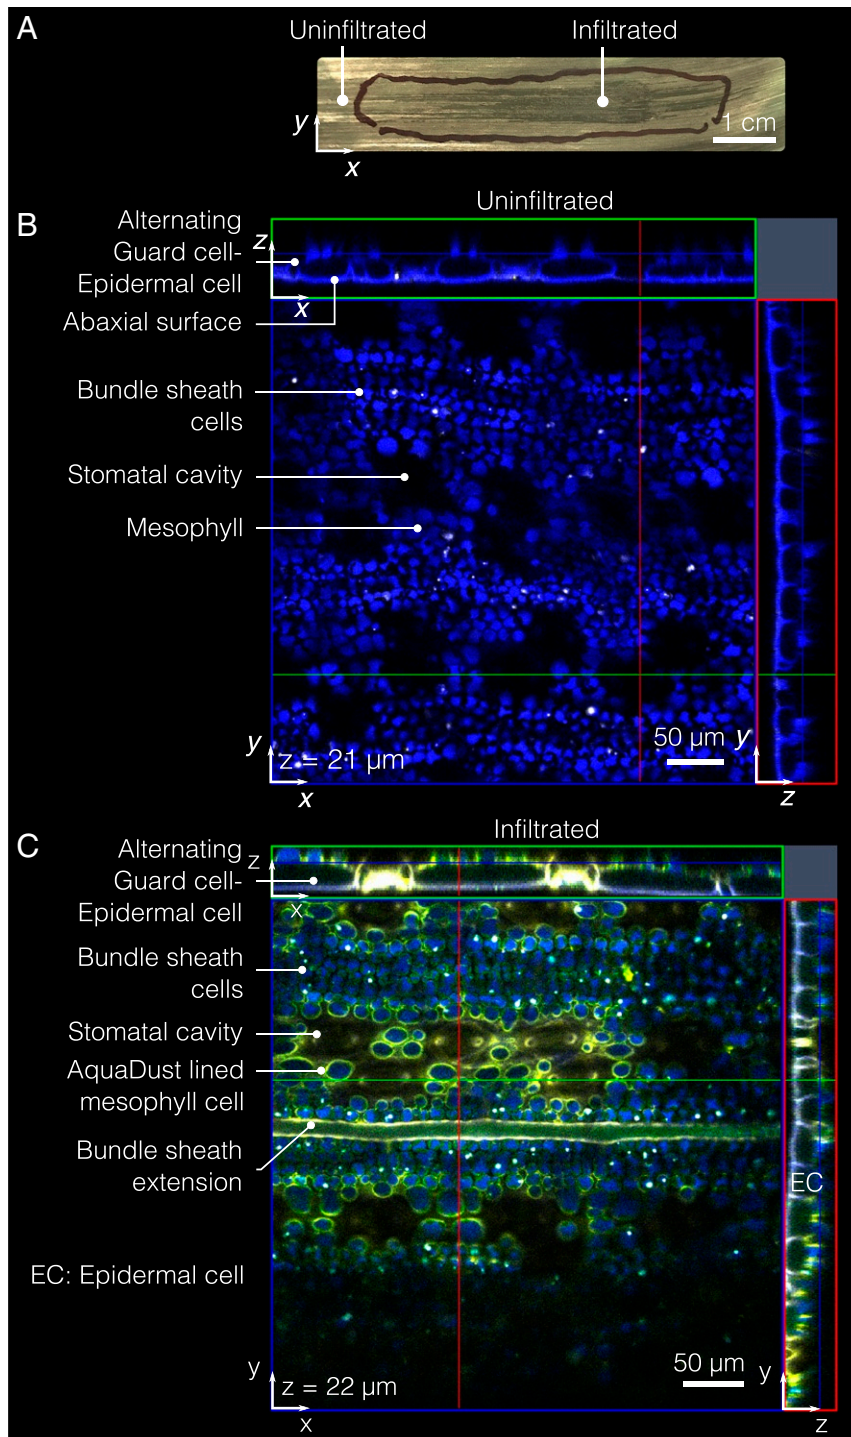 A
Uninfiltrated
Infiltrated
y
1 cm
x
Uninfiltrated
B
Alternating
Guard cell-
Epidermal cell
z
x
Abaxial surface
Bundle sheath
cells
Stomatal cavity
Mesophyll
50 µm
y
y
z = 21 µm
x
z
Infiltrated
C
Alternating
Guard cell-
Epidermal cell
z
x
Bundle sheath
cells
Stomatal cavity
AquaDust lined
mesophyll cell
Bundle sheath
extension
EC
EC: Epidermal cell
50 µm
y
y
z = 22 µm
x
z